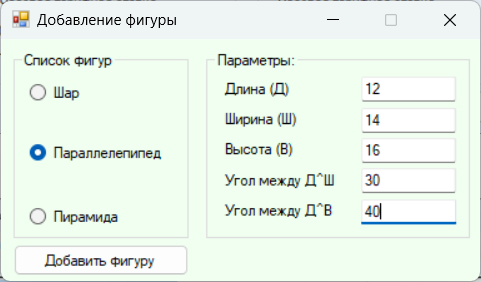 Добавление фигуры
Список фигур
Шар
Параллелепипед
Пирамида
Добавить фигуру
Параметры:
Длина (Д) 12
Ширина (Ш) 14
Высота (В) 16
Угол между Д^Ш 30
Угол между Д^В 40